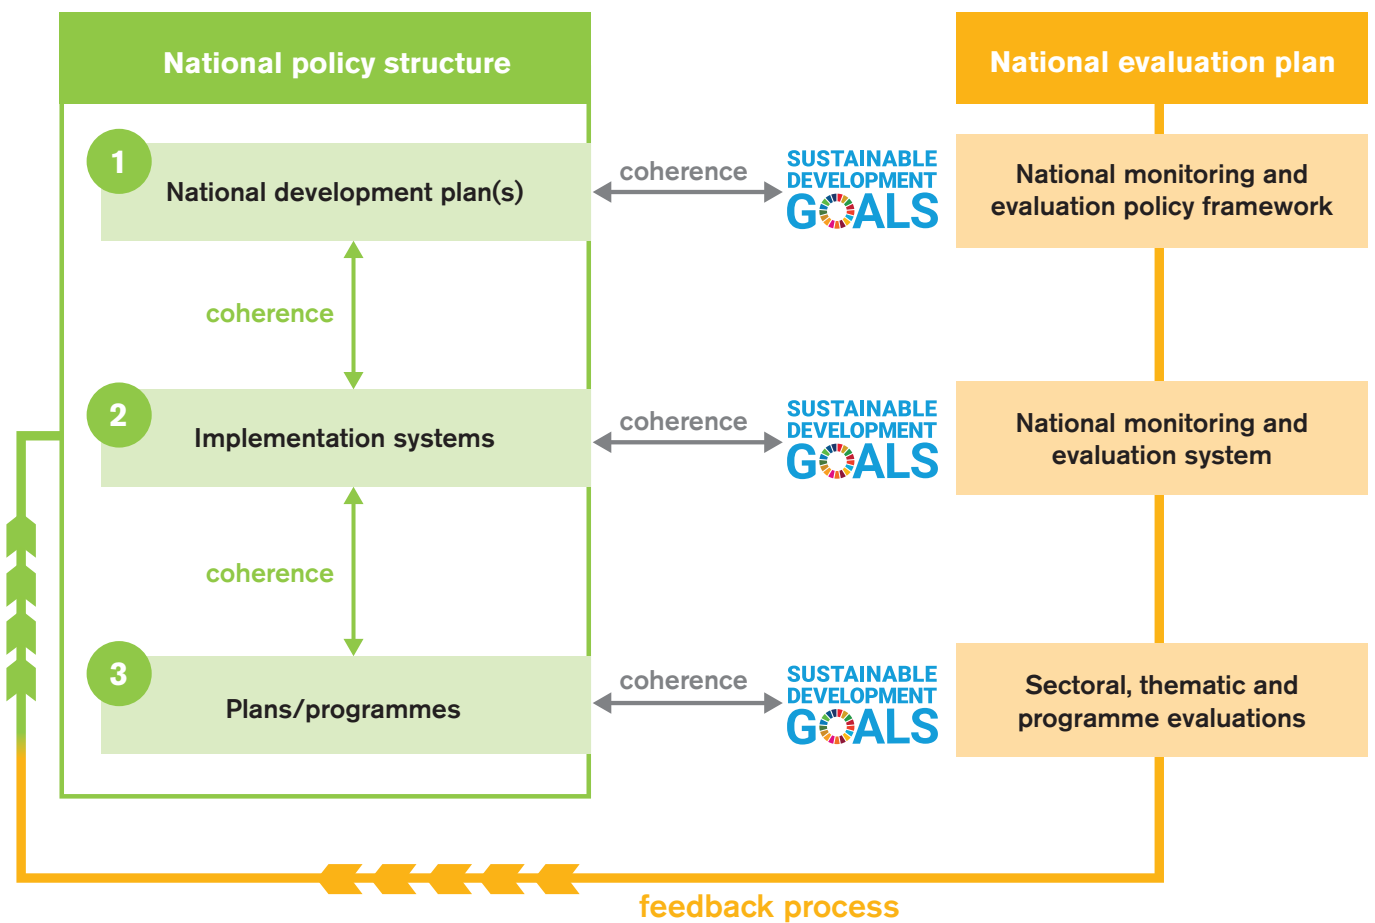 National policy structure
National evaluation plan
1
National development plan(s)
coherence
SUSTAINABLE
DEVELOPMENT
GOALS
National monitoring and
evaluation policy framework
coherence
2
Implementation systems
coherence
SUSTAINABLE
DEVELOPMENT
GOALS
National monitoring and
evaluation system
coherence
3
Plans/programmes
coherence
SUSTAINABLE
DEVELOPMENT
GOALS
Sectoral, thematic and
programme evaluations
feedback process